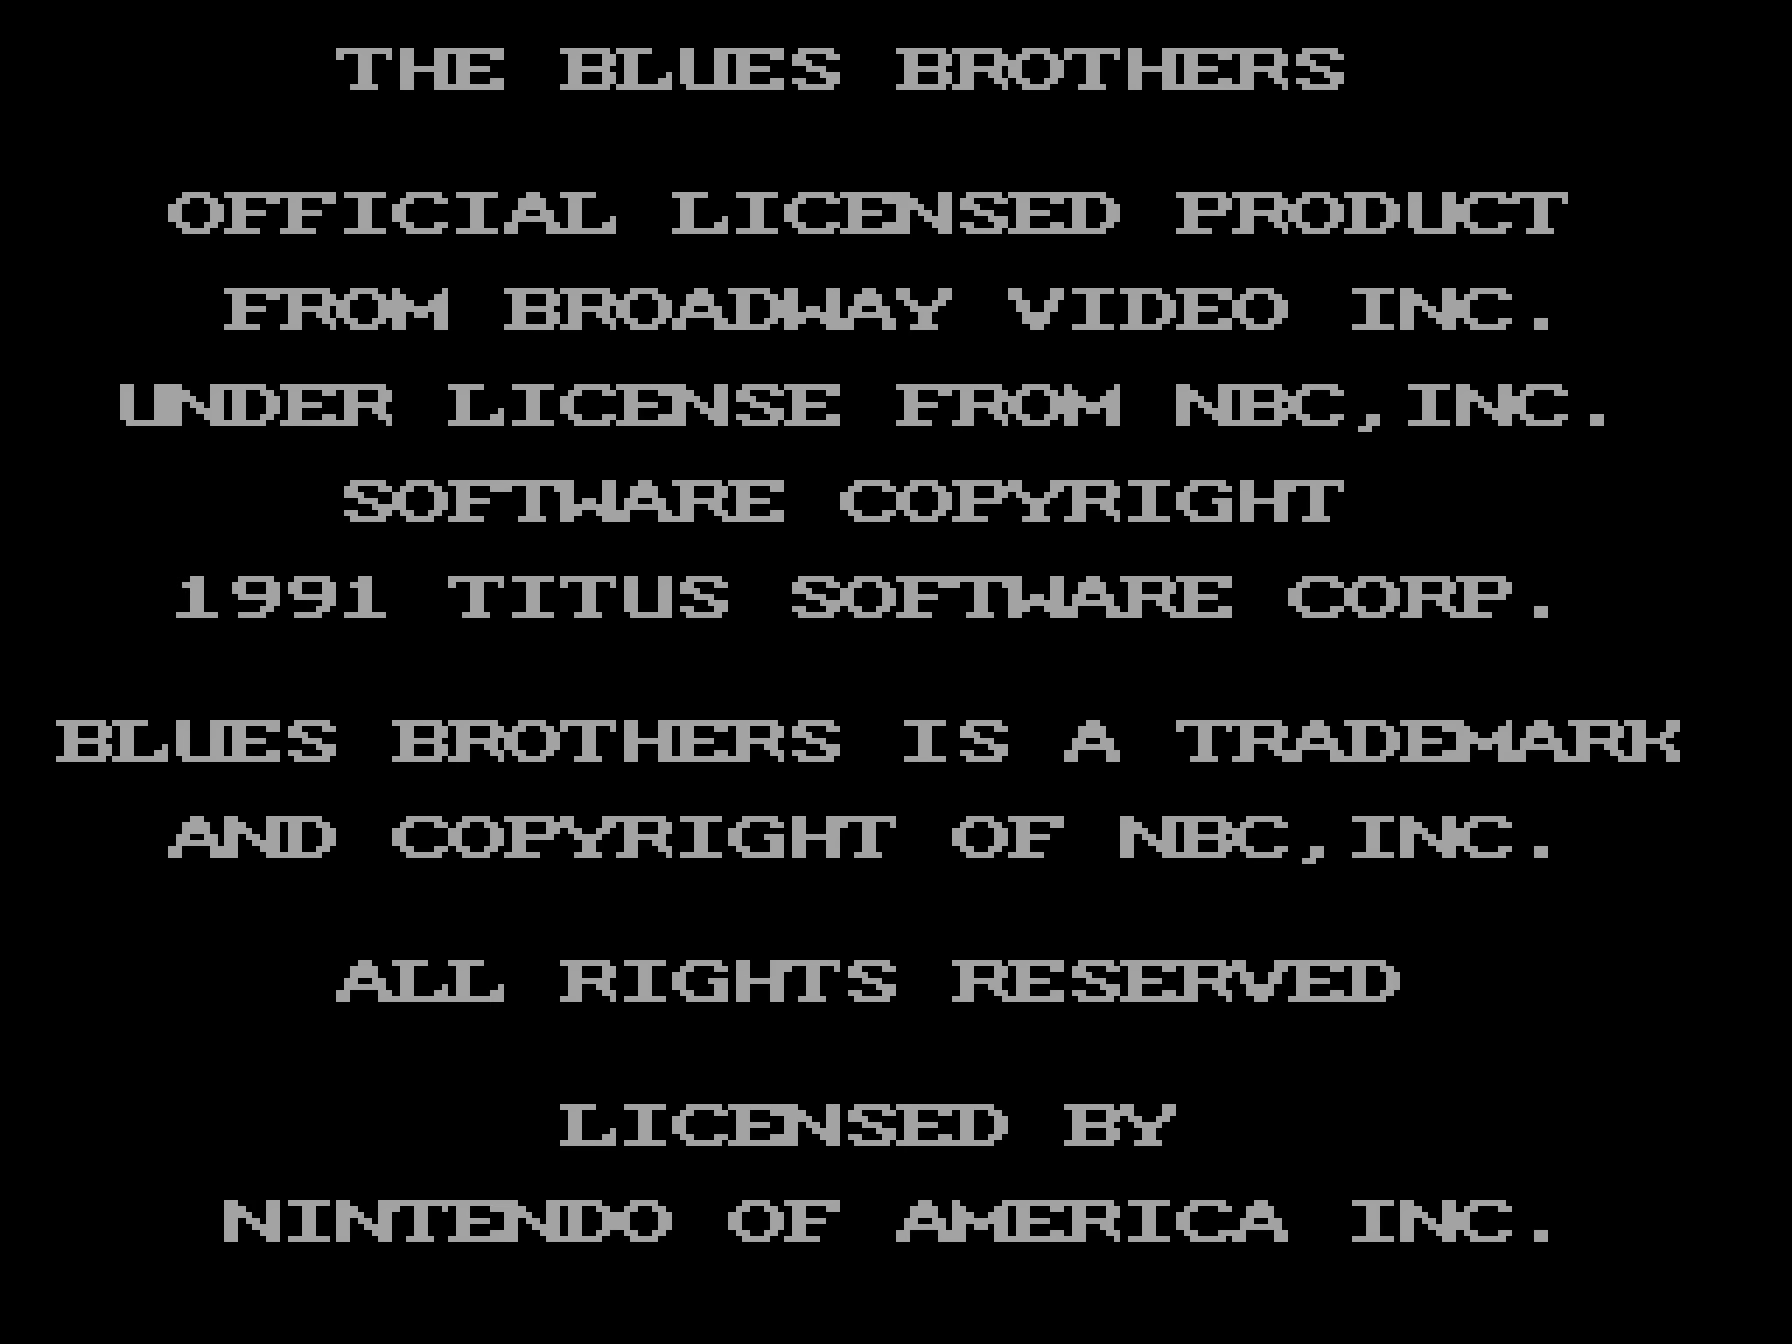 THE BLUES BROTHERS
OFFICIAL LICENSED PRODUCT
FROM BROADWAY VIDEO INC.
UNDER LICENSE FROM NBC,INC.
SOFTWARE COPYRIGHT
1991 TITUS SOFTWARE CORP.
BLUES BROTHERS IS A TRADEMARK
AND COPYRIGHT OF NBC,INC.
ALL RIGHTS RESERVED
LICENSED BY
NINTENDO OF AMERICA INC.